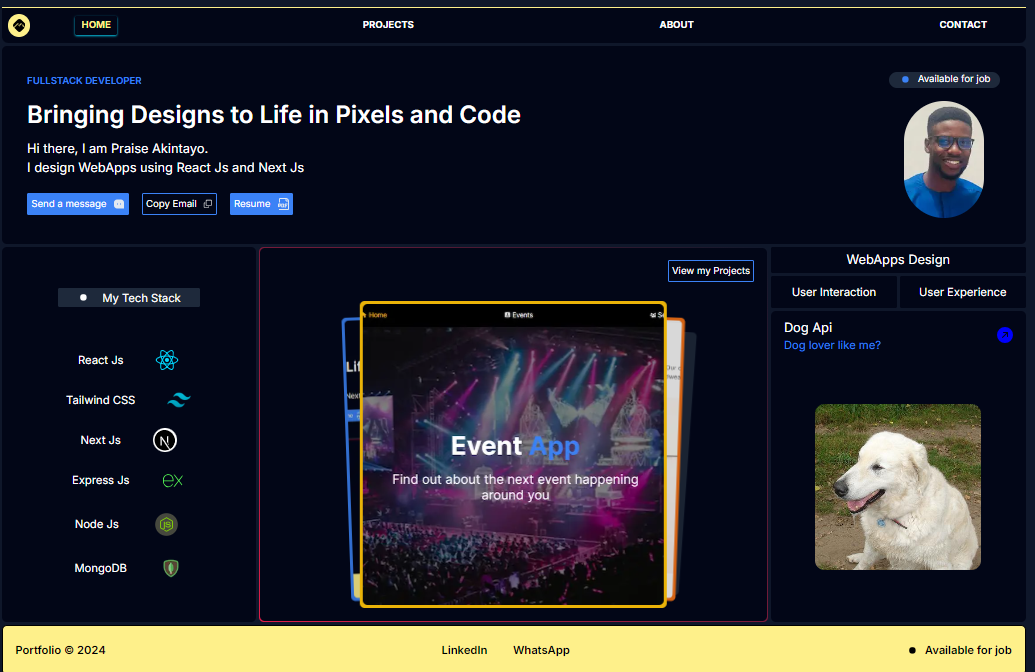 HOME
PROJECTS
ABOUT
CONTACT
FULLSTACK DEVELOPER
Available for job
Bringing Designs to Life in Pixels and Code
Hi there, I am Praise Akintayo.
I design WebApps using React Js and Next Js
Send a message
Copy Email
Resume
My Tech Stack
React Js
Tailwind CSS
Next Js
N
Express Js
ex
Node Js
JS
MongoDB
View my Projects
Home
Events
Event App
Find out about the next event happening
around you
WebApps Design
User Interaction
User Experience
Dog Api
Dog lover like me?
Portfolio © 2024
LinkedIn
WhatsApp
Available for job